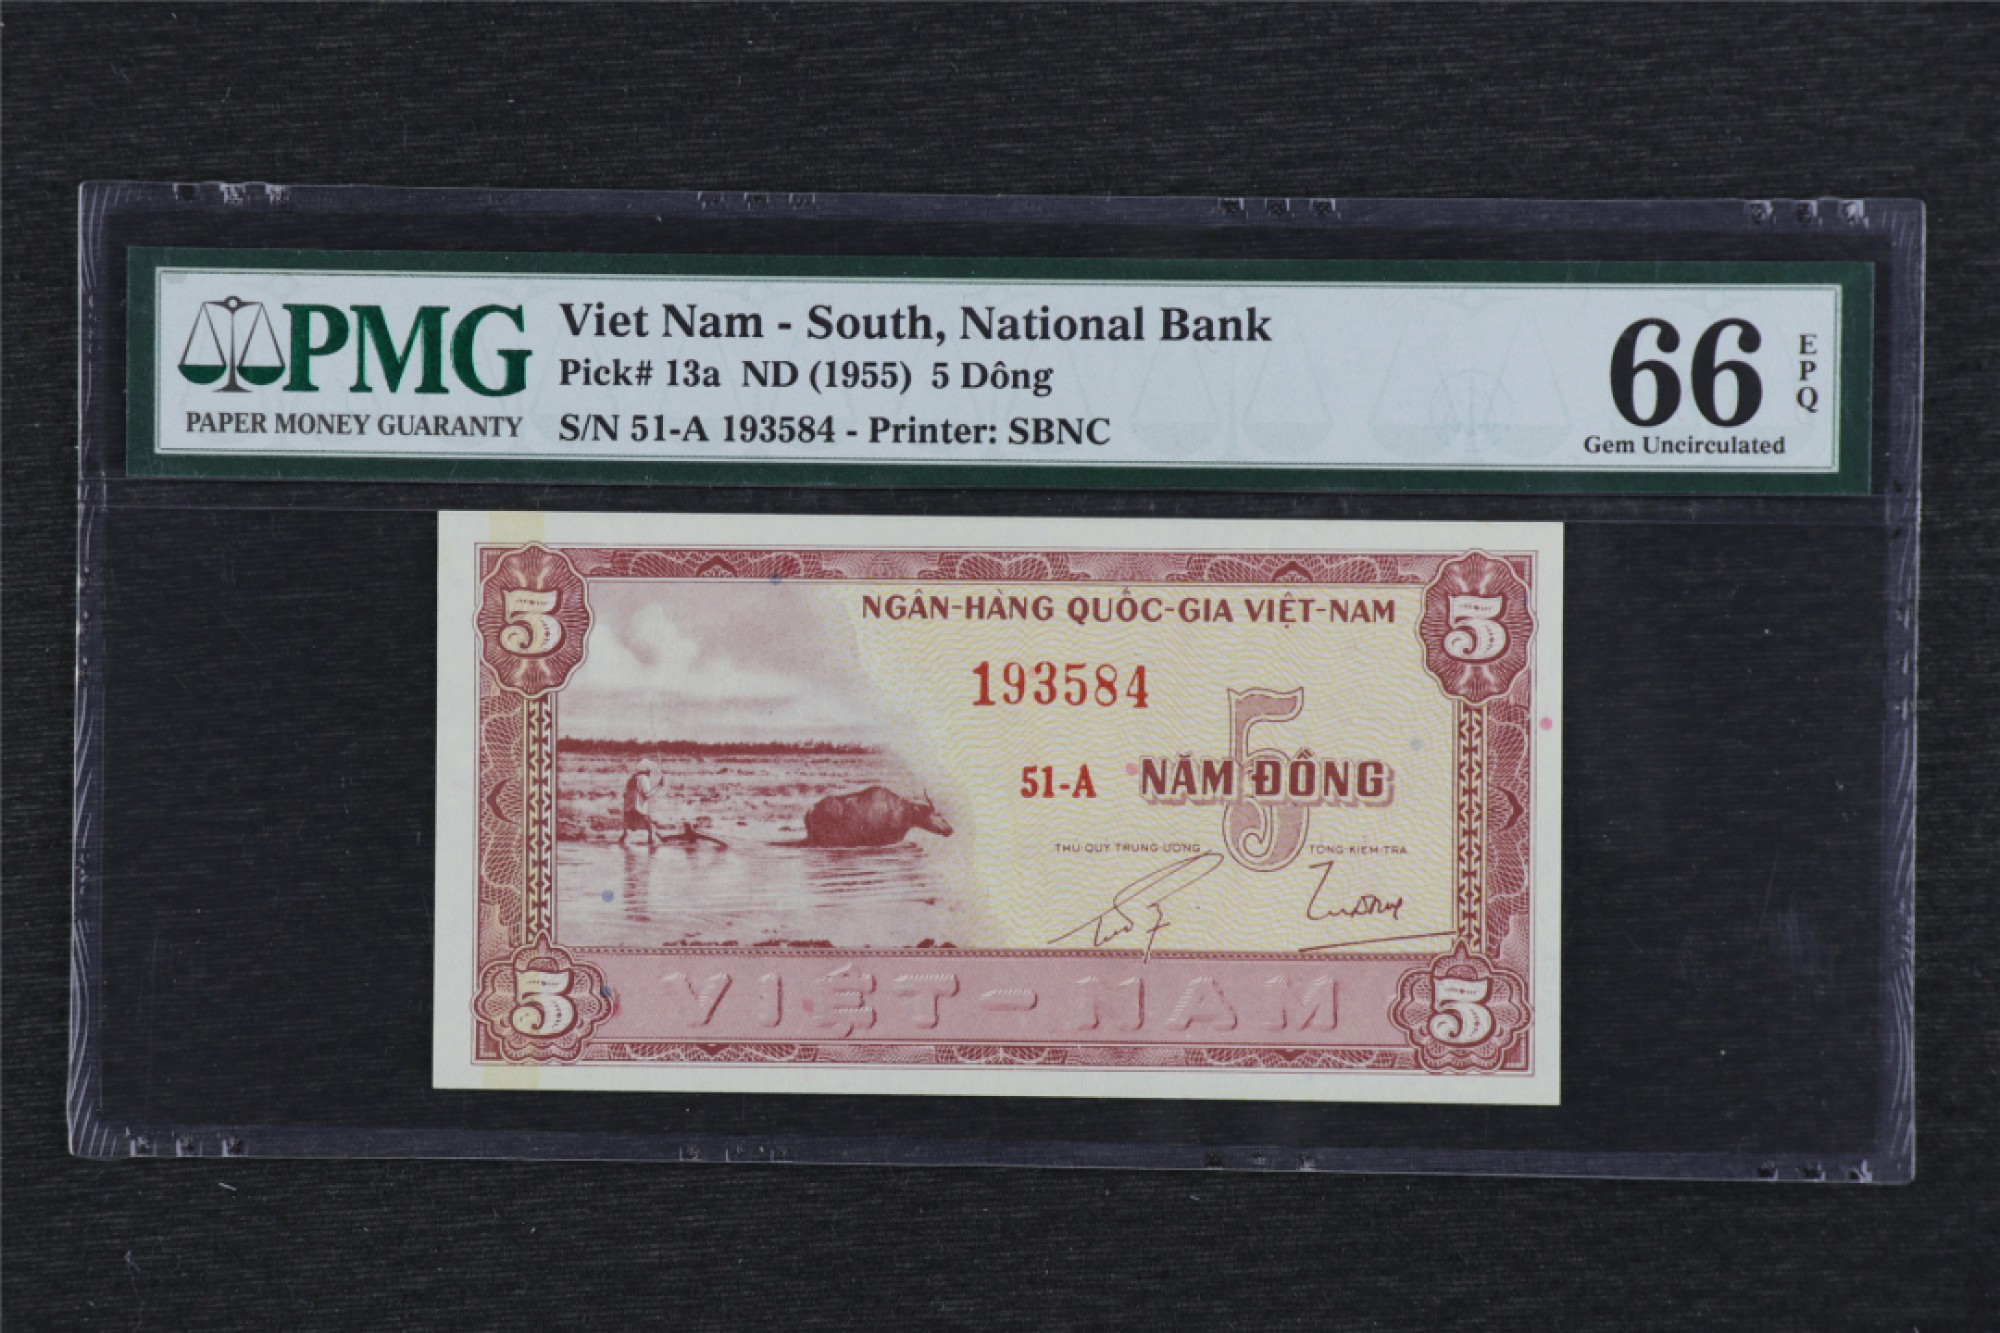 PMG
PAPER MONEY GUARANTY
Viet Nam - South, National Bank
Pick# 13a ND (1955) 5 Dông
S/N 51-A 193584 - Printer: SBNC
66
EPQ
Gem Uncirculated
5
5
NGÂN-HÀNG QUỐC-GIA VIỆT-NAM
193584
5
51-A
NĂM ĐỒNG
THỦ-QUỸ TRUNG-ƯƠNG
TỔNG-KIỂM-TRA
5
VIỆT-NAM
5